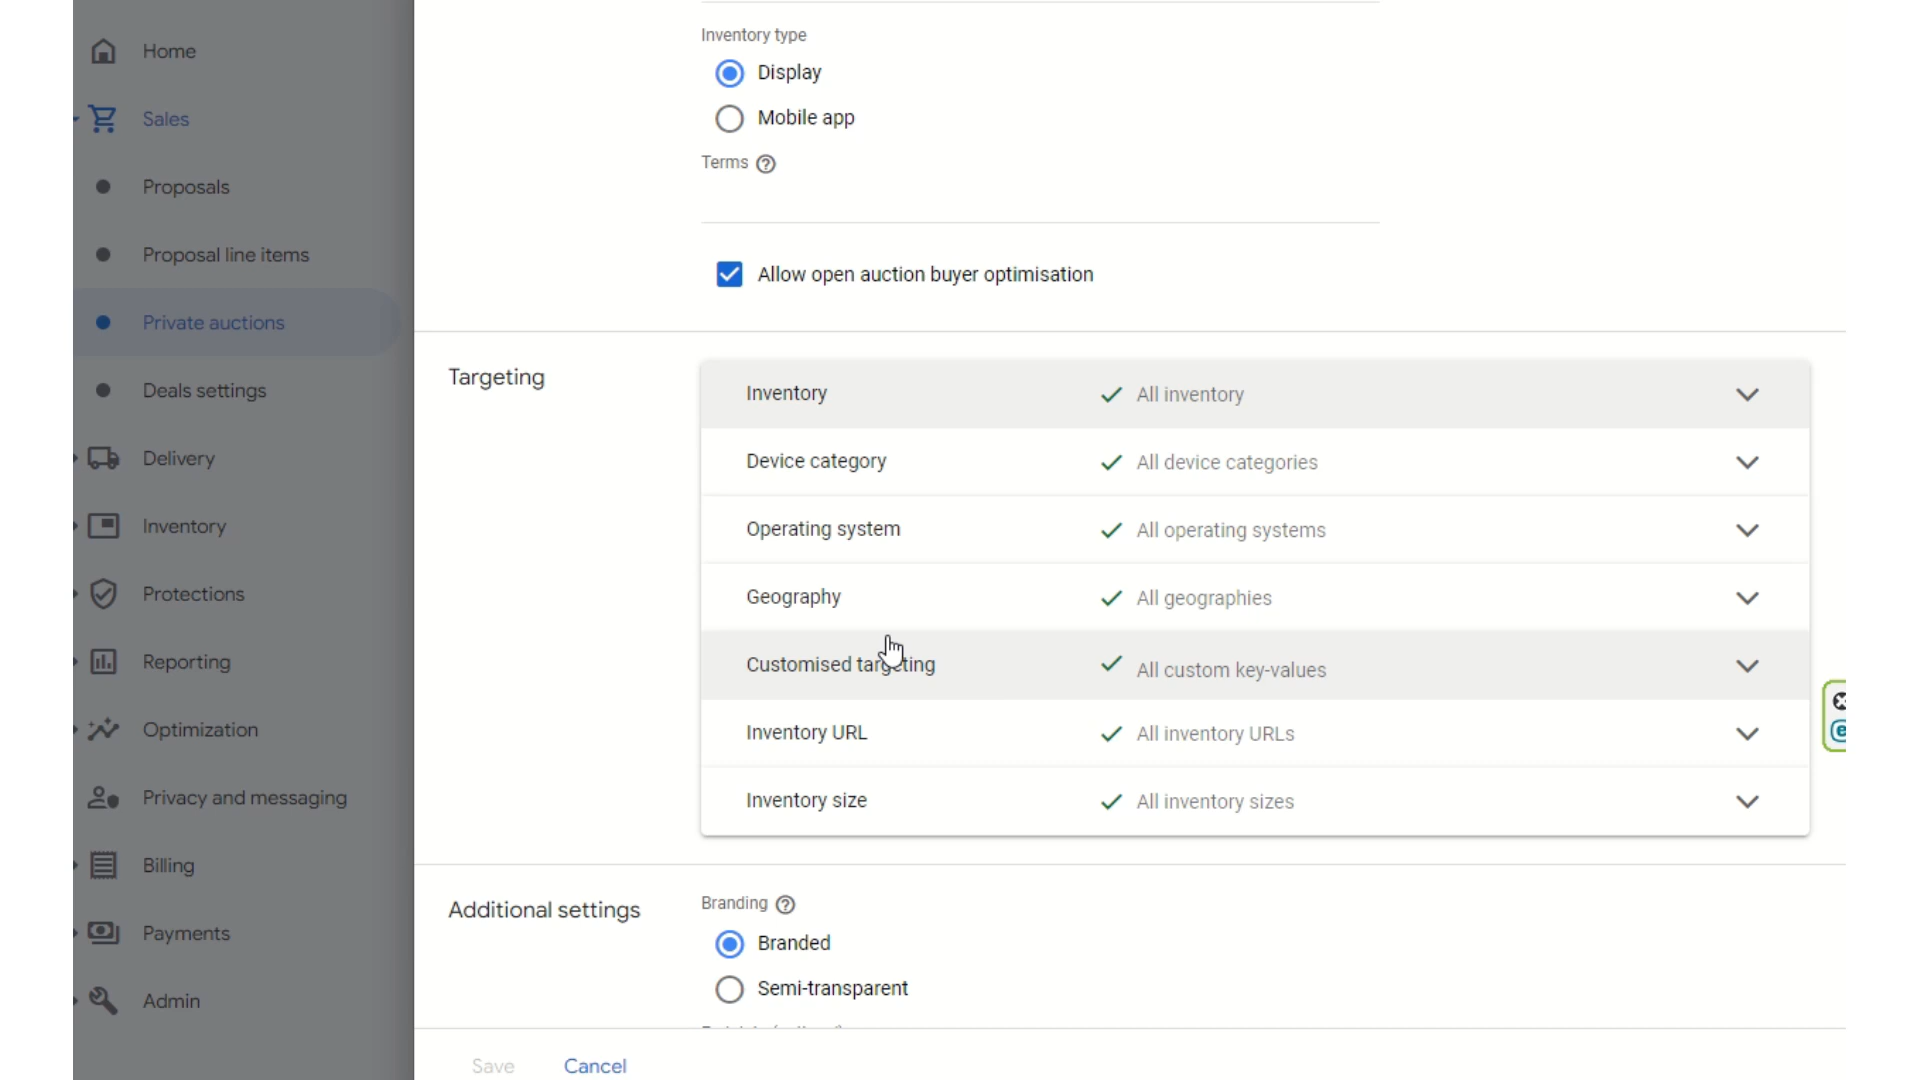 Home
Sales
Proposals
Proposal line items
Private auctions
Deals settings
Delivery
Inventory
Protections
Reporting
Optimization
Privacy and messaging
Billing
Payments
Admin
Inventory type
Display
Mobile app
Terms
Allow open auction buyer optimisation
Targeting
Inventory All inventory
Device category All device categories
Operating system All operating systems
Geography All geographies
Customised targeting All custom key-values
Inventory URL All inventory URLs
Inventory size All inventory sizes
Additional settings
Branding
Branded
Semi-transparent
Save Cancel